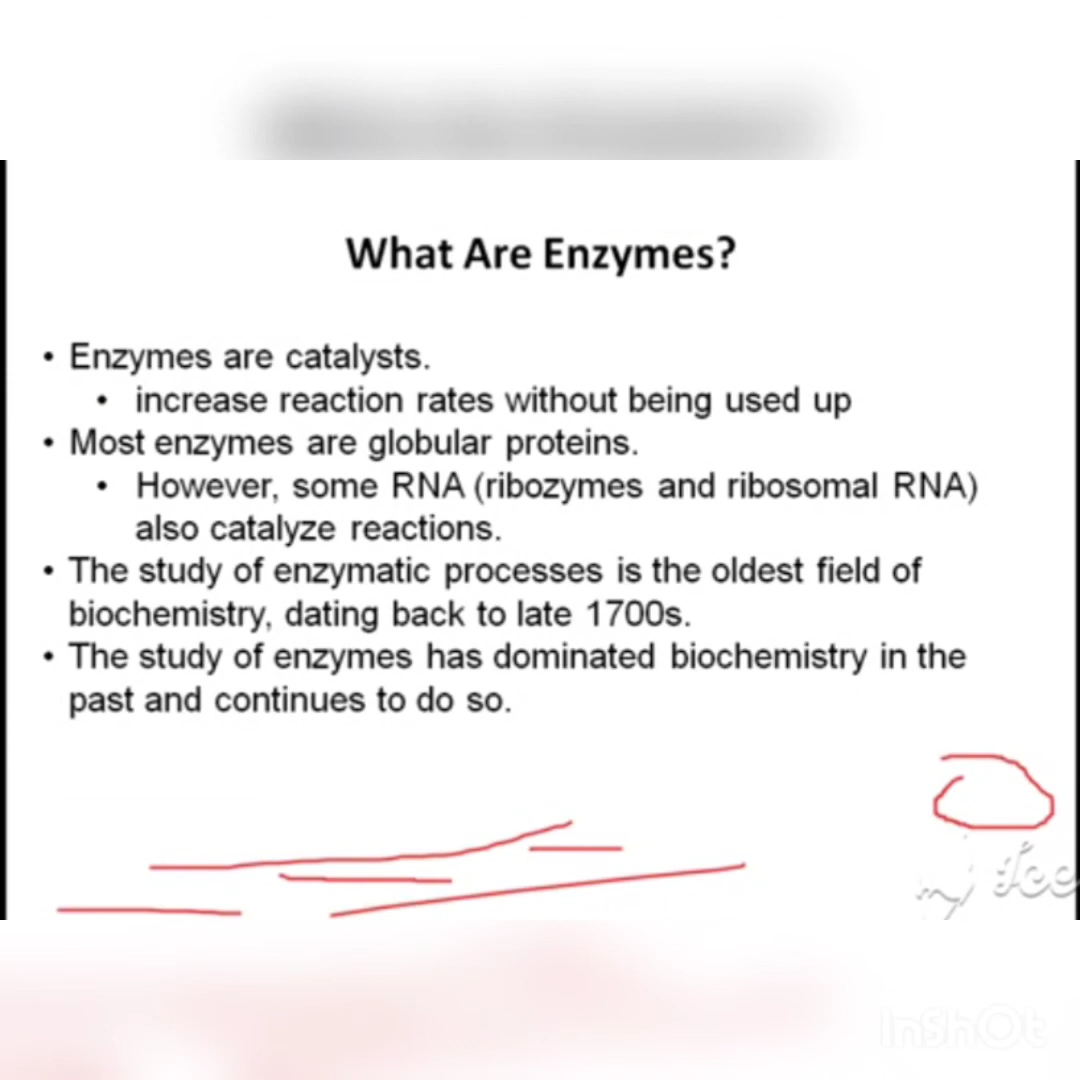 What Are Enzymes?
• Enzymes are catalysts.
• increase reaction rates without being used up
• Most enzymes are globular proteins.
• However, some RNA (ribozymes and ribosomal RNA)
also catalyze reactions.
• The study of enzymatic processes is the oldest field of
biochemistry, dating back to late 1700s.
• The study of enzymes has dominated biochemistry in the
past and continues to do so.
InShOt